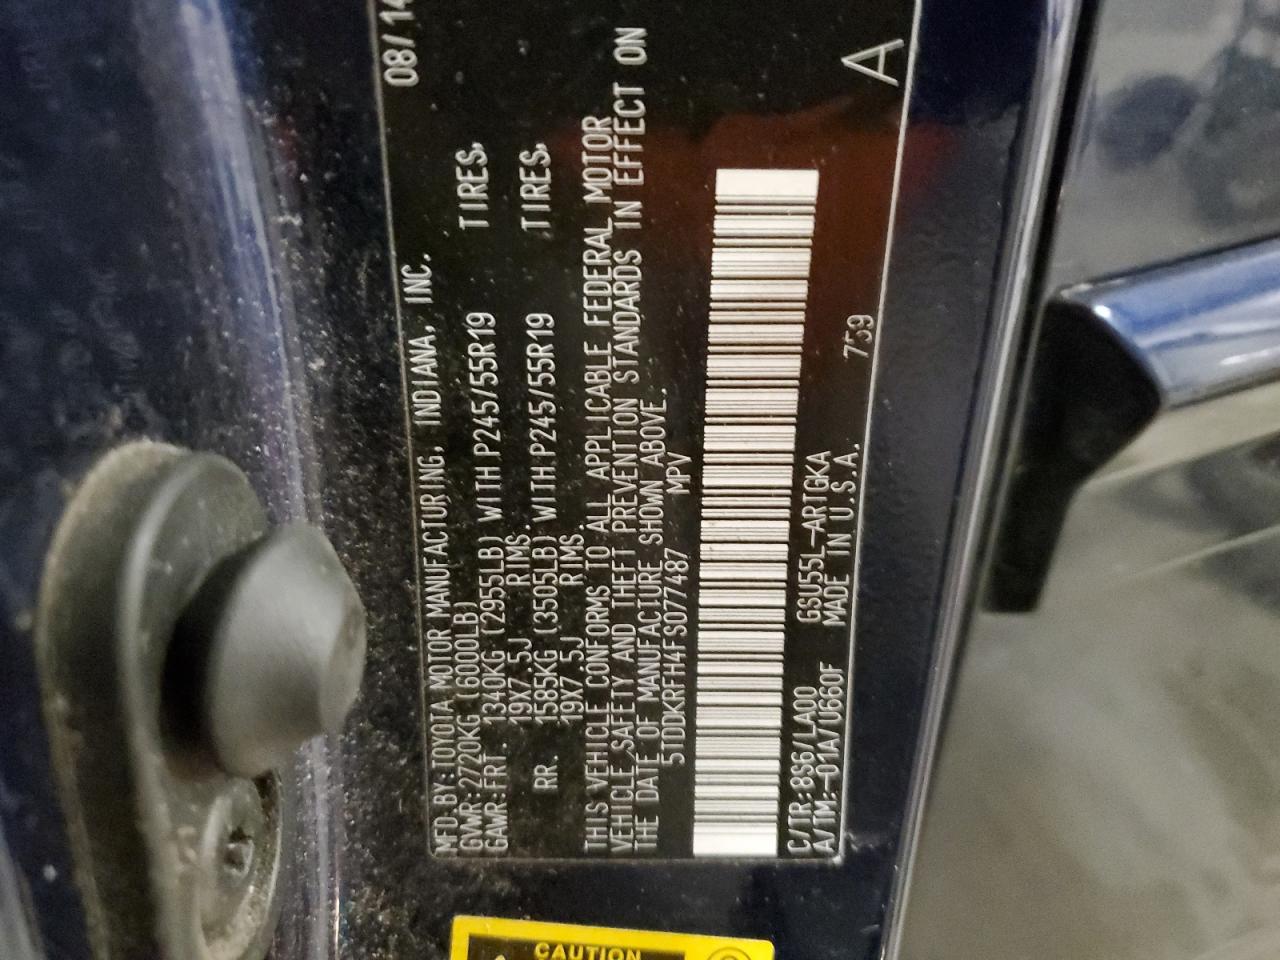 MFD BY:TOYOTA MOTOR MANUFACTURING, INDIANA, INC. 08/14
GVWR:2720KG (6000LB)
GAWR:FRT. 1340KG (2955LB) WITH P245/55R19 TIRES,
19X7.5J RIMS.
RR. 1585KG (3505LB) WITH P245/55R19 TIRES,
19X7.5J RIMS.
THIS VEHICLE CONFORMS TO ALL APPLICABLE FEDERAL MOTOR
VEHICLE SAFETY AND THEFT PREVENTION STANDARDS IN EFFECT ON
THE DATE OF MANUFACTURE SHOWN ABOVE.
5TDDKRFH4FS077487 MPV
C/TR:8S6/LA00 GSU55L-ARTGKA
A/TM:-01A/U660F MADE IN U.S.A. 759 A
CAUTION